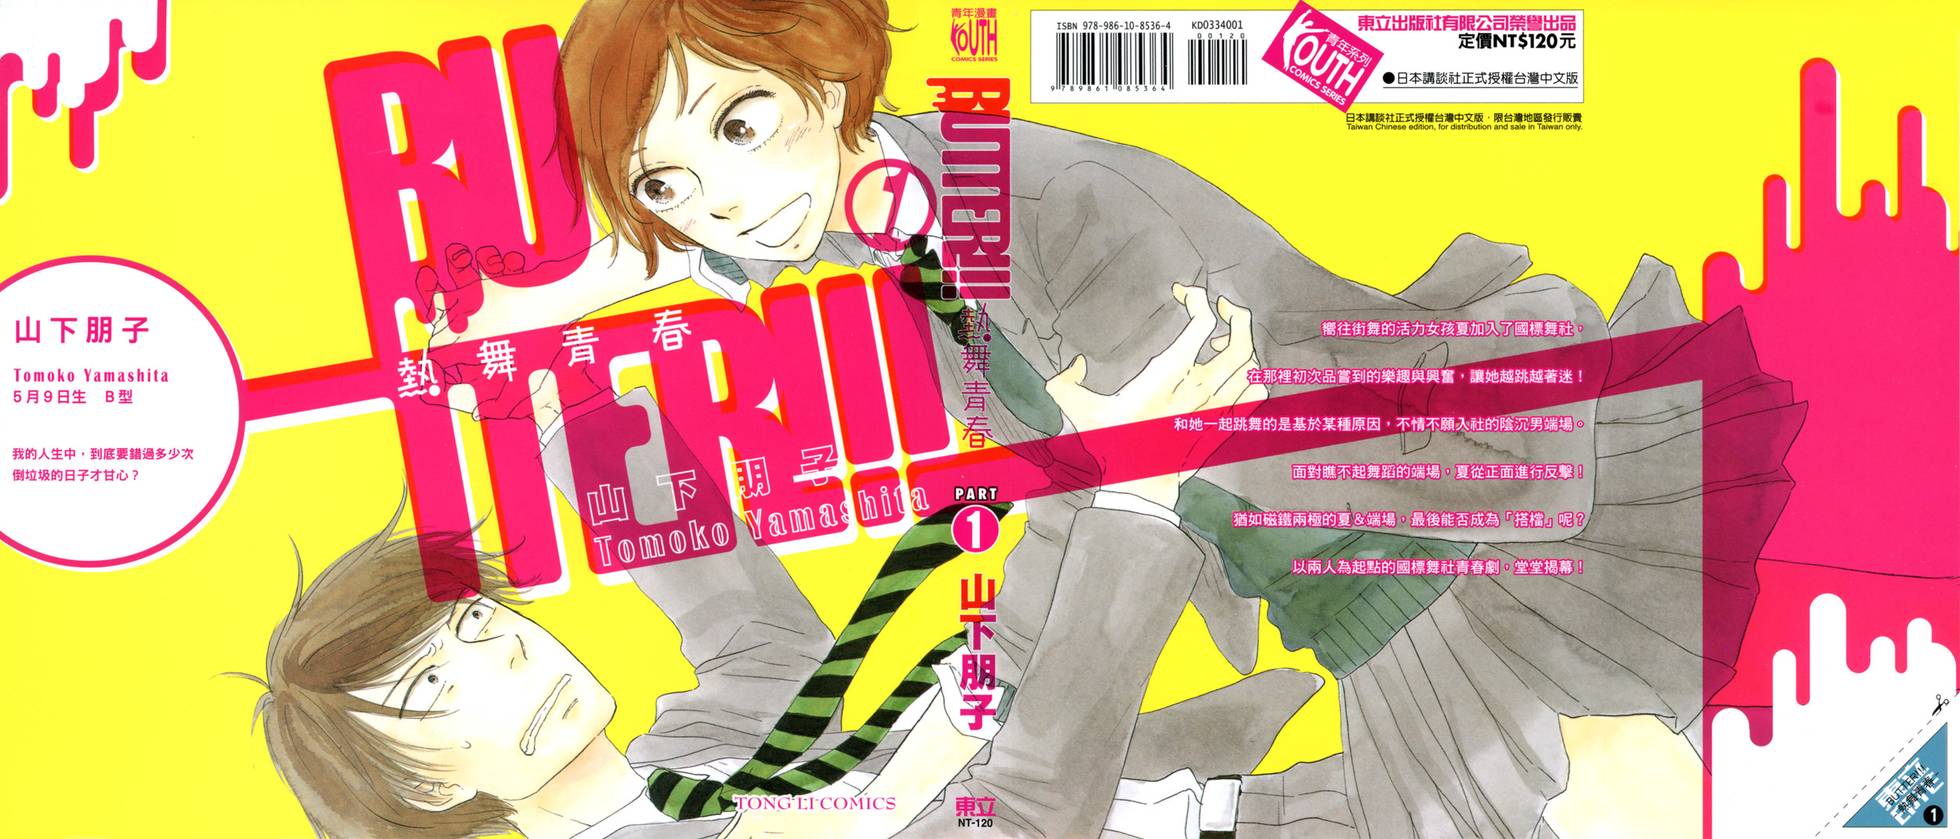 山下朋子
Tomoko Yamashita
5月9日生　B型
我的人生中，到底要錯過多少次
倒垃圾的日子才甘心？
BU
TTER!!!
熱舞青春
1
山下朋子
Tomoko Yamashita
TONG LI COMICS
青年漫畫
YOUTH
COMICS SERIES
BUTTER!!!
熱舞青春
PART
1
山下朋子
東立
NT-120
ISBN 978-986-10-8536-4
KD0334001
00120
9 789861 085364
青年系列
YOUTH
COMICS SERIES
東立出版社有限公司榮譽出品
定價NT$120元
●日本講談社正式授權台灣中文版
日本講談社正式授權台灣中文版，限台灣地區發行販賣
Taiwan Chinese edition, for distribution and sale in Taiwan only.
嚮往街舞的活力女孩夏加入了國標舞社，
在那裡初次品嘗到的樂趣與興奮，讓她越跳越著迷！
和她一起跳舞的是基於某種原因，不情不願入社的陰沉男端場。
面對瞧不起舞蹈的端場，夏從正面進行反擊！
猶如磁鐵兩極的夏＆端場，最後能否成為「搭檔」呢？
以兩人為起點的國標舞社青春劇，堂堂揭幕！
東立
BUTTER!!!
熱舞青春
1